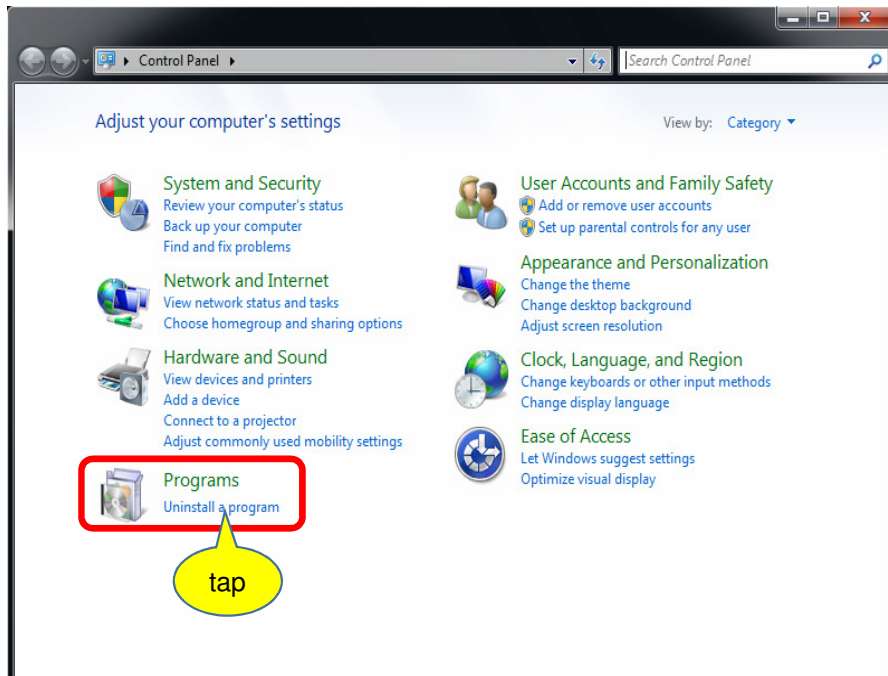 Control Panel
Search Control Panel
Adjust your computer's settings
View by: Category
System and Security
Review your computer's status
Back up your computer
Find and fix problems
Network and Internet
View network status and tasks
Choose homegroup and sharing options
Hardware and Sound
View devices and printers
Add a device
Connect to a projector
Adjust commonly used mobility settings
Programs
Uninstall a program
tap
User Accounts and Family Safety
Add or remove user accounts
Set up parental controls for any user
Appearance and Personalization
Change the theme
Change desktop background
Adjust screen resolution
Clock, Language, and Region
Change keyboards or other input methods
Change display language
Ease of Access
Let Windows suggest settings
Optimize visual display